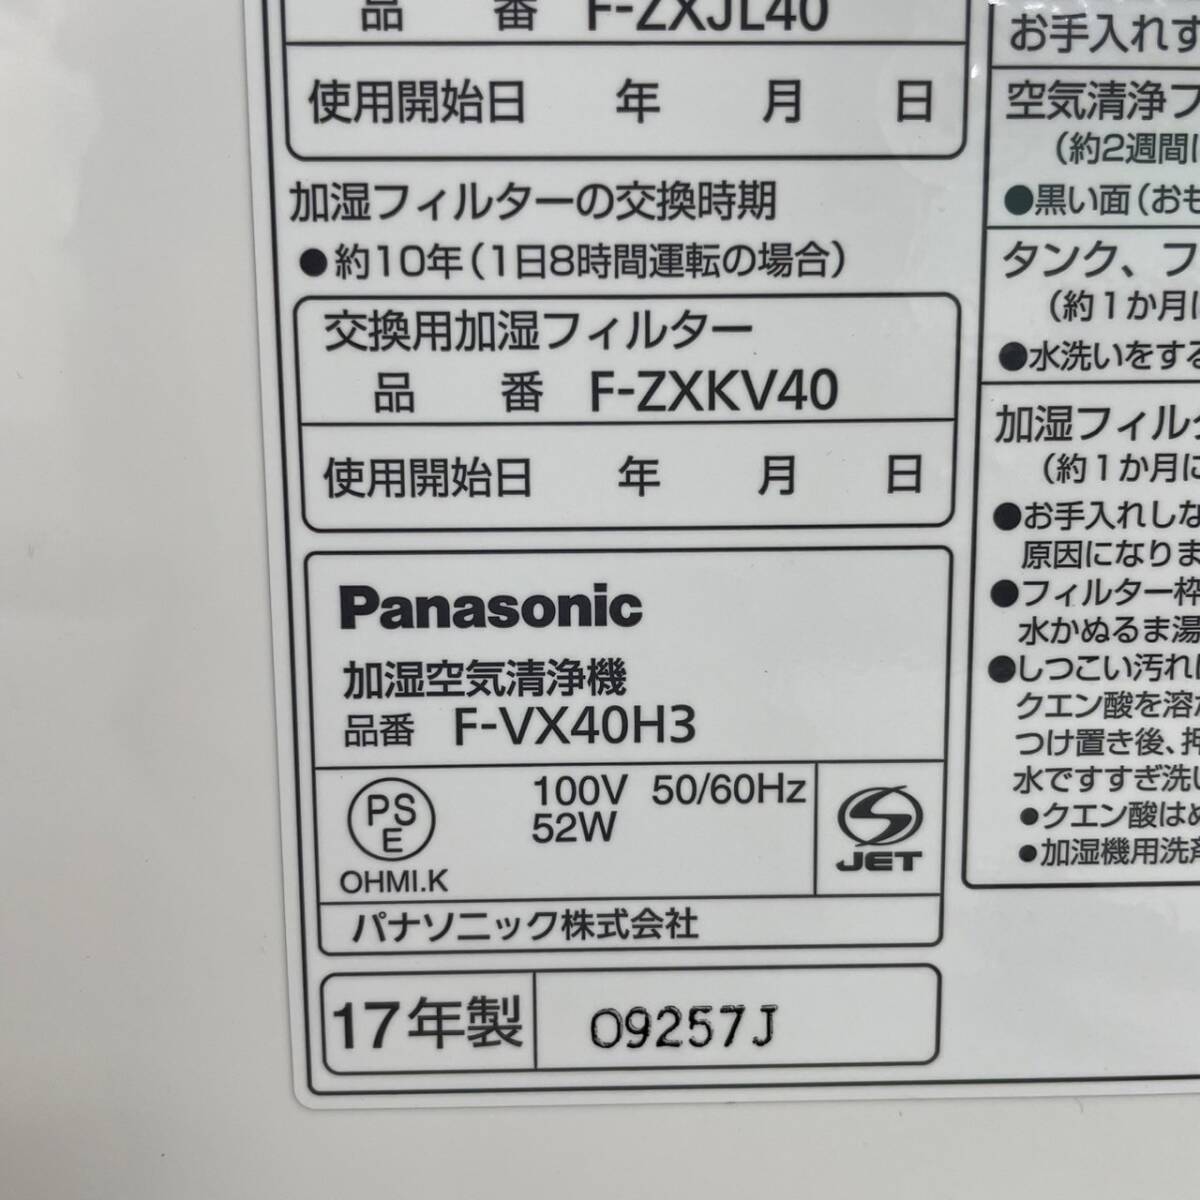 品 番 F-ZXJL40
使用開始日 年 月 日
加湿フィルターの交換時期
●約10年(1日8時間運転の場合)
交換用加湿フィルター
品 番 F-ZXKV40
使用開始日 年 月 日
Panasonic
加湿空気清浄機
品番 F-VX40H3
PS
E
OHMI.K
100V 50/60Hz
52W
S
JET
パナソニック株式会社
17年製 09257J
お手入れす
空気清浄フ
(約2週間に
●黒い面(おも
タンク、フ
(約1か月に
●水洗いをする
加湿フィルタ
(約1か月に
●お手入れしな
原因になりま
●フィルター枠
水かぬるま湯
●しつこい汚れは
クエン酸を溶か
つけ置き後、押
水ですすぎ洗い
●クエン酸はめ
●加湿機用洗剤